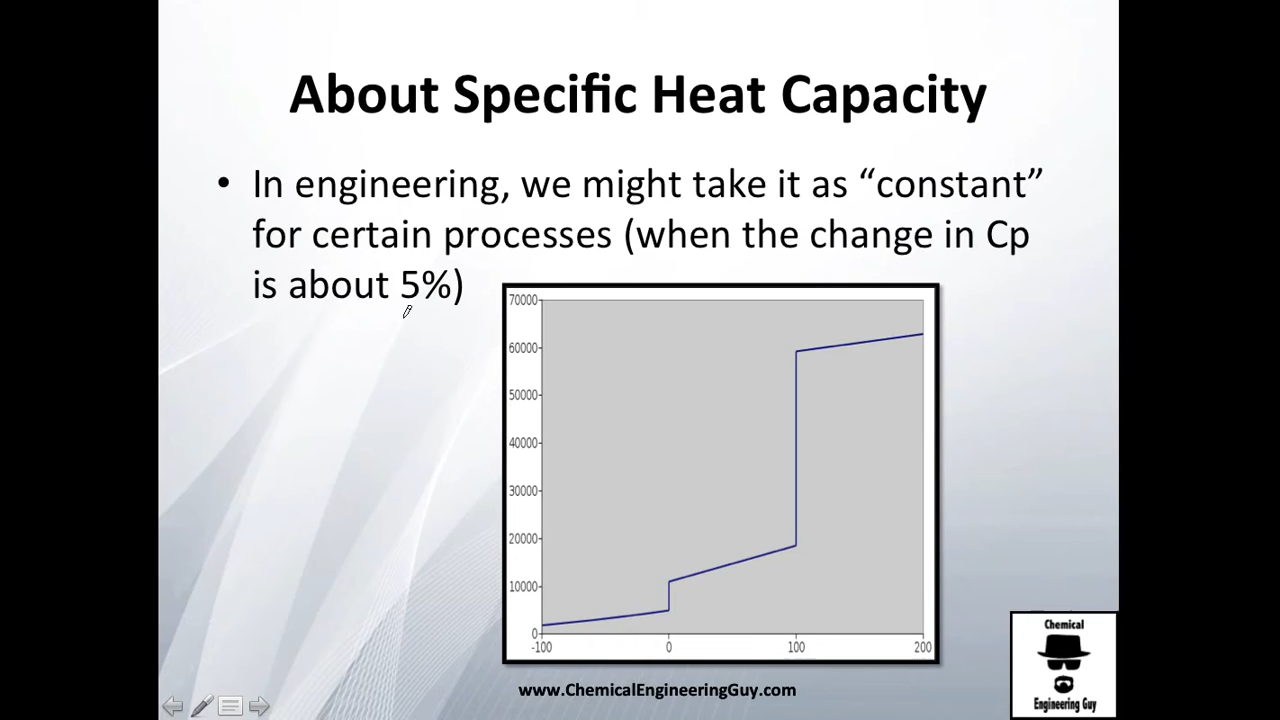 About Specific Heat Capacity
• In engineering, we might take it as “constant”
for certain processes (when the change in Cp
is about 5%)
70000
60000
50000
40000
30000
20000
10000
0
-100 0 100 200
www.ChemicalEngineeringGuy.com
Chemical
Engineering Guy